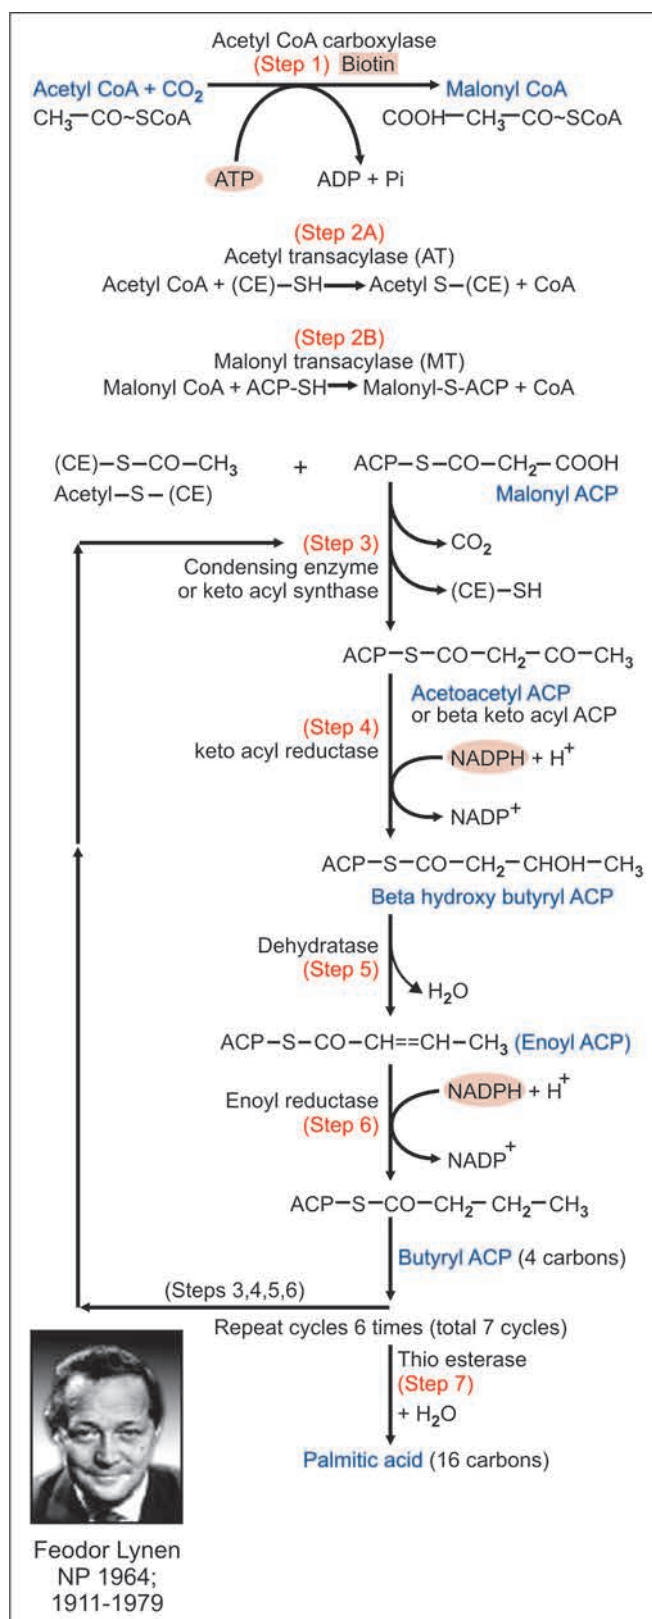 Acetyl CoA carboxylase
(Step 1) Biotin
Acetyl CoA + CO₂ Malonyl CoA
CH₃—CO~SCoA COOH—CH₃—CO~SCoA
ATP ADP + Pi
(Step 2A)
Acetyl transacylase (AT)
Acetyl CoA + (CE)—SH Acetyl S—(CE) + CoA
(Step 2B)
Malonyl transacylase (MT)
Malonyl CoA + ACP-SH Malonyl-S-ACP + CoA
(CE)—S—CO—CH₃ + ACP—S—CO—CH₂—COOH
Acetyl—S—(CE) Malonyl ACP
(Step 3) CO₂
Condensing enzyme
or keto acyl synthase (CE)—SH
ACP—S—CO—CH₂—CO—CH₃
Acetoacetyl ACP
or beta keto acyl ACP
(Step 4)
keto acyl reductase NADPH + H⁺
NADP⁺
ACP—S—CO—CH₂—CHOH—CH₃
Beta hydroxy butyryl ACP
Dehydratase
(Step 5)
H₂O
ACP—S—CO—CH==CH—CH₃ (Enoyl ACP)
NADPH + H⁺
Enoyl reductase
(Step 6)
NADP⁺
ACP—S—CO—CH₂—CH₂—CH₃
Butyryl ACP (4 carbons)
(Steps 3,4,5,6)
Repeat cycles 6 times (total 7 cycles)
Thio esterase
(Step 7)
+ H₂O
Palmitic acid (16 carbons)
Feodor Lynen
NP 1964;
1911-1979